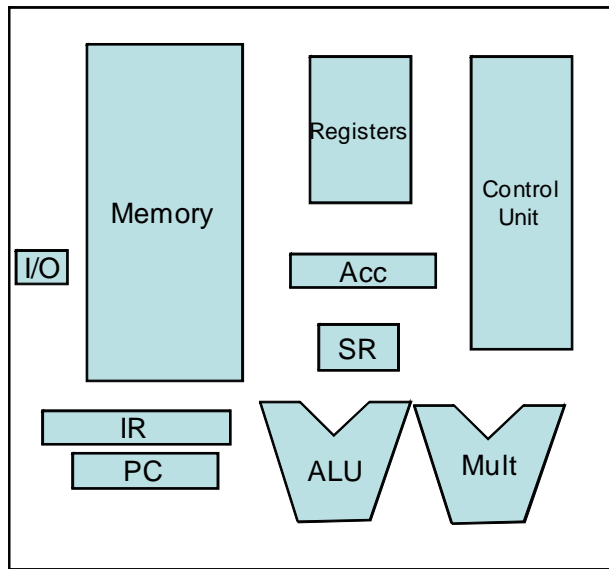 Registers
Memory
Control
Unit
I/O
Acc
SR
IR
PC
ALU
Mult